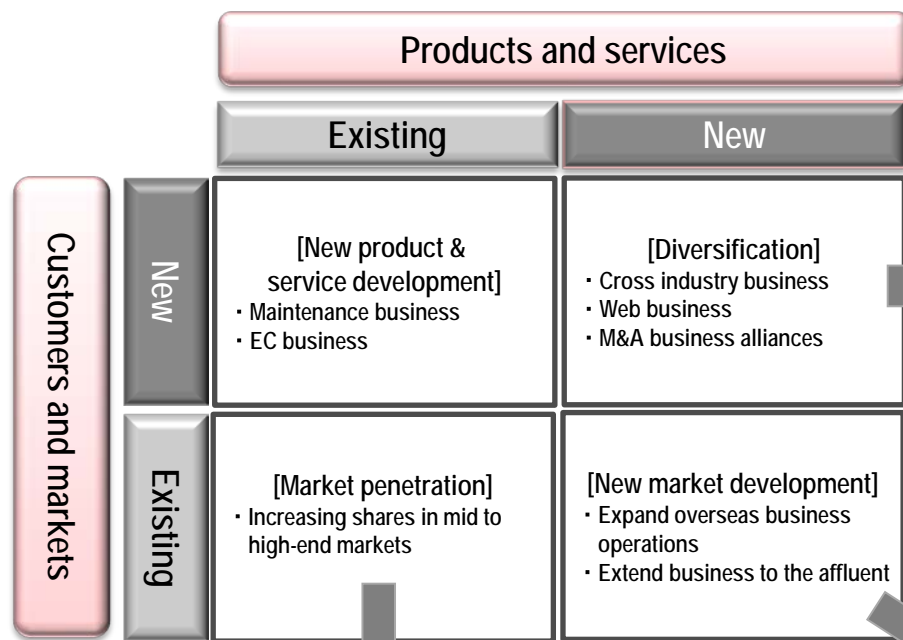 Products and services
Existing
New
Customers and markets
New
[New product &
service development]
・Maintenance business
・EC business
[Diversification]
・Cross industry business
・Web business
・M&A business alliances
Existing
[Market penetration]
・Increasing shares in mid to
high-end markets
[New market development]
・Expand overseas business
operations
・Extend business to the affluent